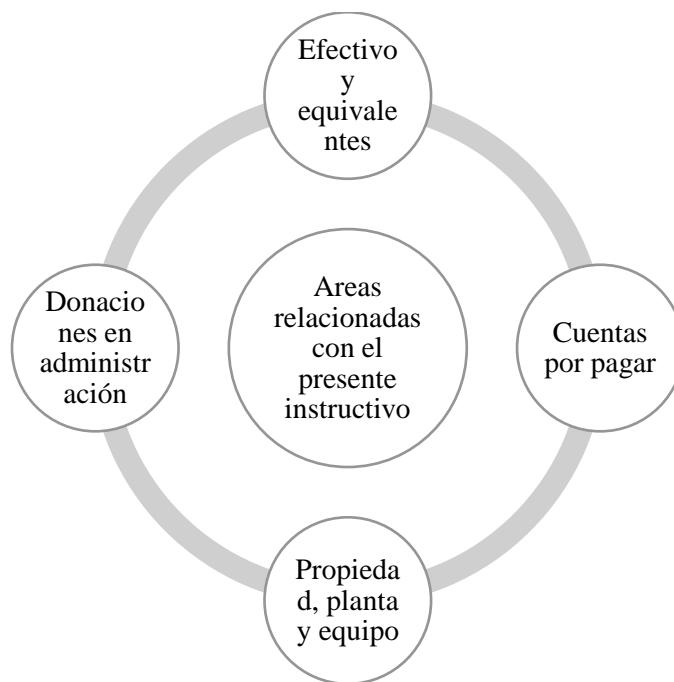 Efectivo
y
equivale
ntes
Donacio
nes en
administr
ación
Areas
relacionadas
con el
presente
instructivo
Cuentas
por pagar
Propieda
d, planta
y equipo